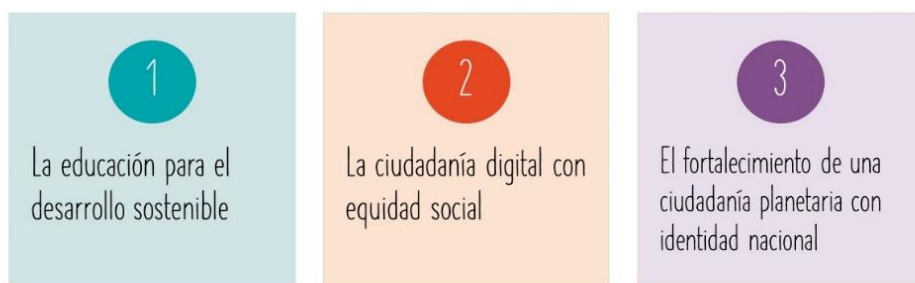 1
La educación para el
desarrollo sostenible
2
La ciudadanía digital con
equidad social
3
El fortalecimiento de una
ciudadanía planetaria con
identidad nacional